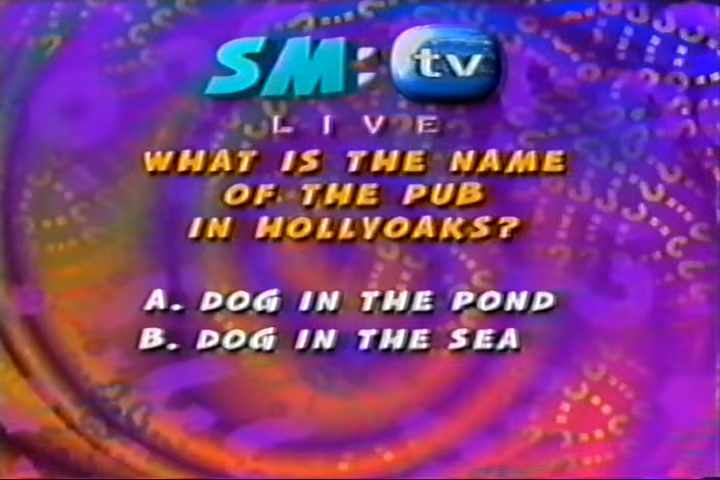 SM:tv
LIVE
WHAT IS THE NAME
OF THE PUB
IN HOLLYOAKS?
A. DOG IN THE POND
B. DOG IN THE SEA